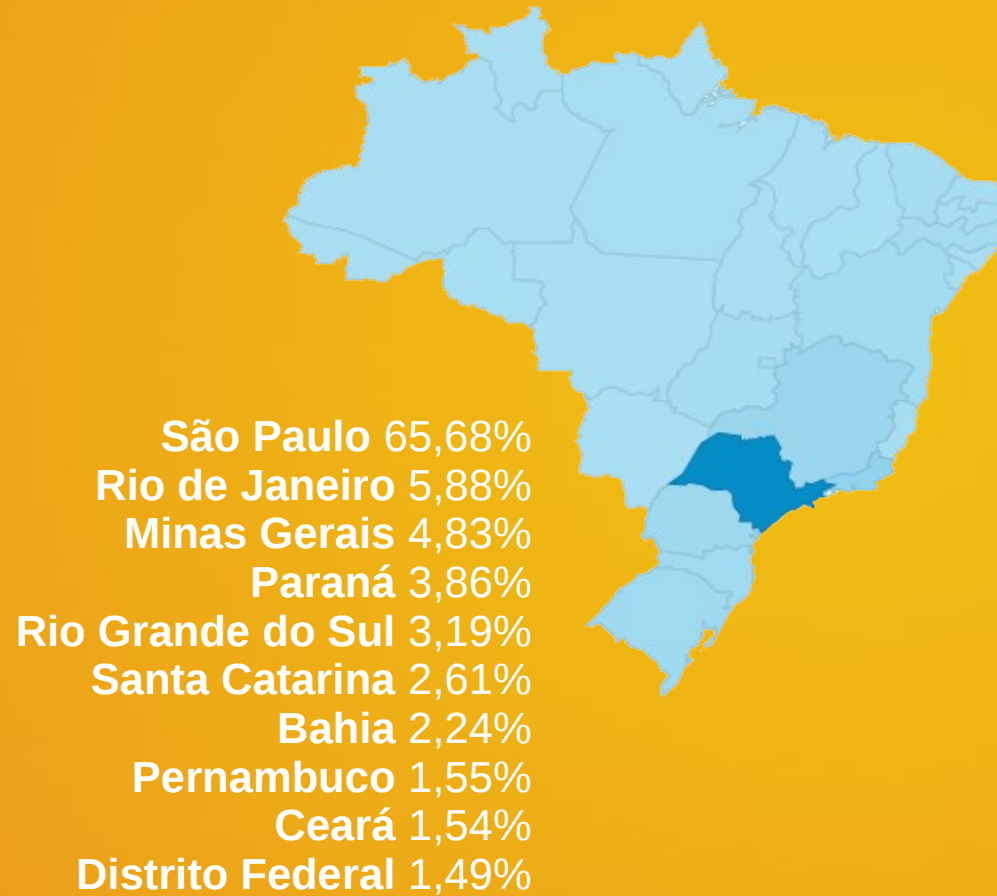 São Paulo 65,68%
Rio de Janeiro 5,88%
Minas Gerais 4,83%
Paraná 3,86%
Rio Grande do Sul 3,19%
Santa Catarina 2,61%
Bahia 2,24%
Pernambuco 1,55%
Ceará 1,54%
Distrito Federal 1,49%